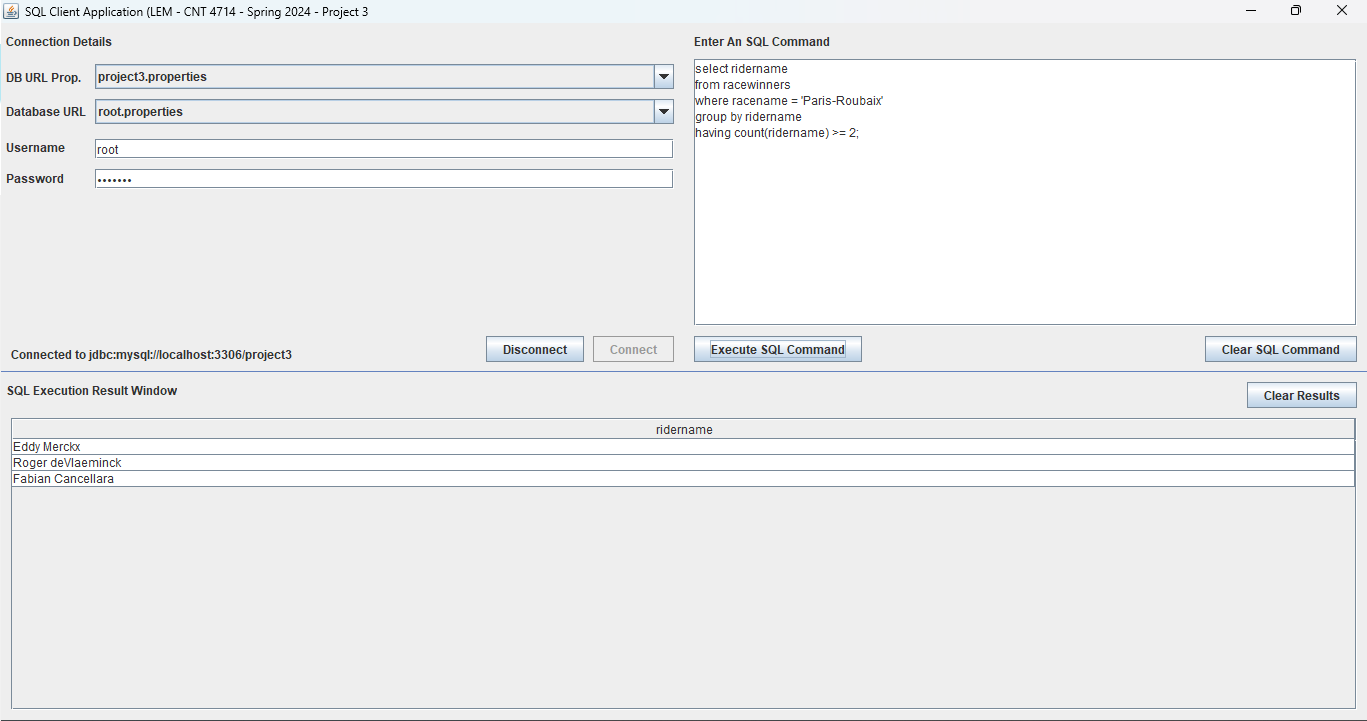 SQL Client Application (LEM - CNT 4714 - Spring 2024 - Project 3
Connection Details
DB URL Prop. project3.properties
Database URL root.properties
Username root
Password •••••••
Connected to jdbc:mysql://localhost:3306/project3
Disconnect Connect
Enter An SQL Command
select ridername
from racewinners
where racename = 'Paris-Roubaix'
group by ridername
having count(ridername) >= 2;
Execute SQL Command Clear SQL Command
SQL Execution Result Window
Clear Results
ridername
Eddy Merckx
Roger deVlaeminck
Fabian Cancellara